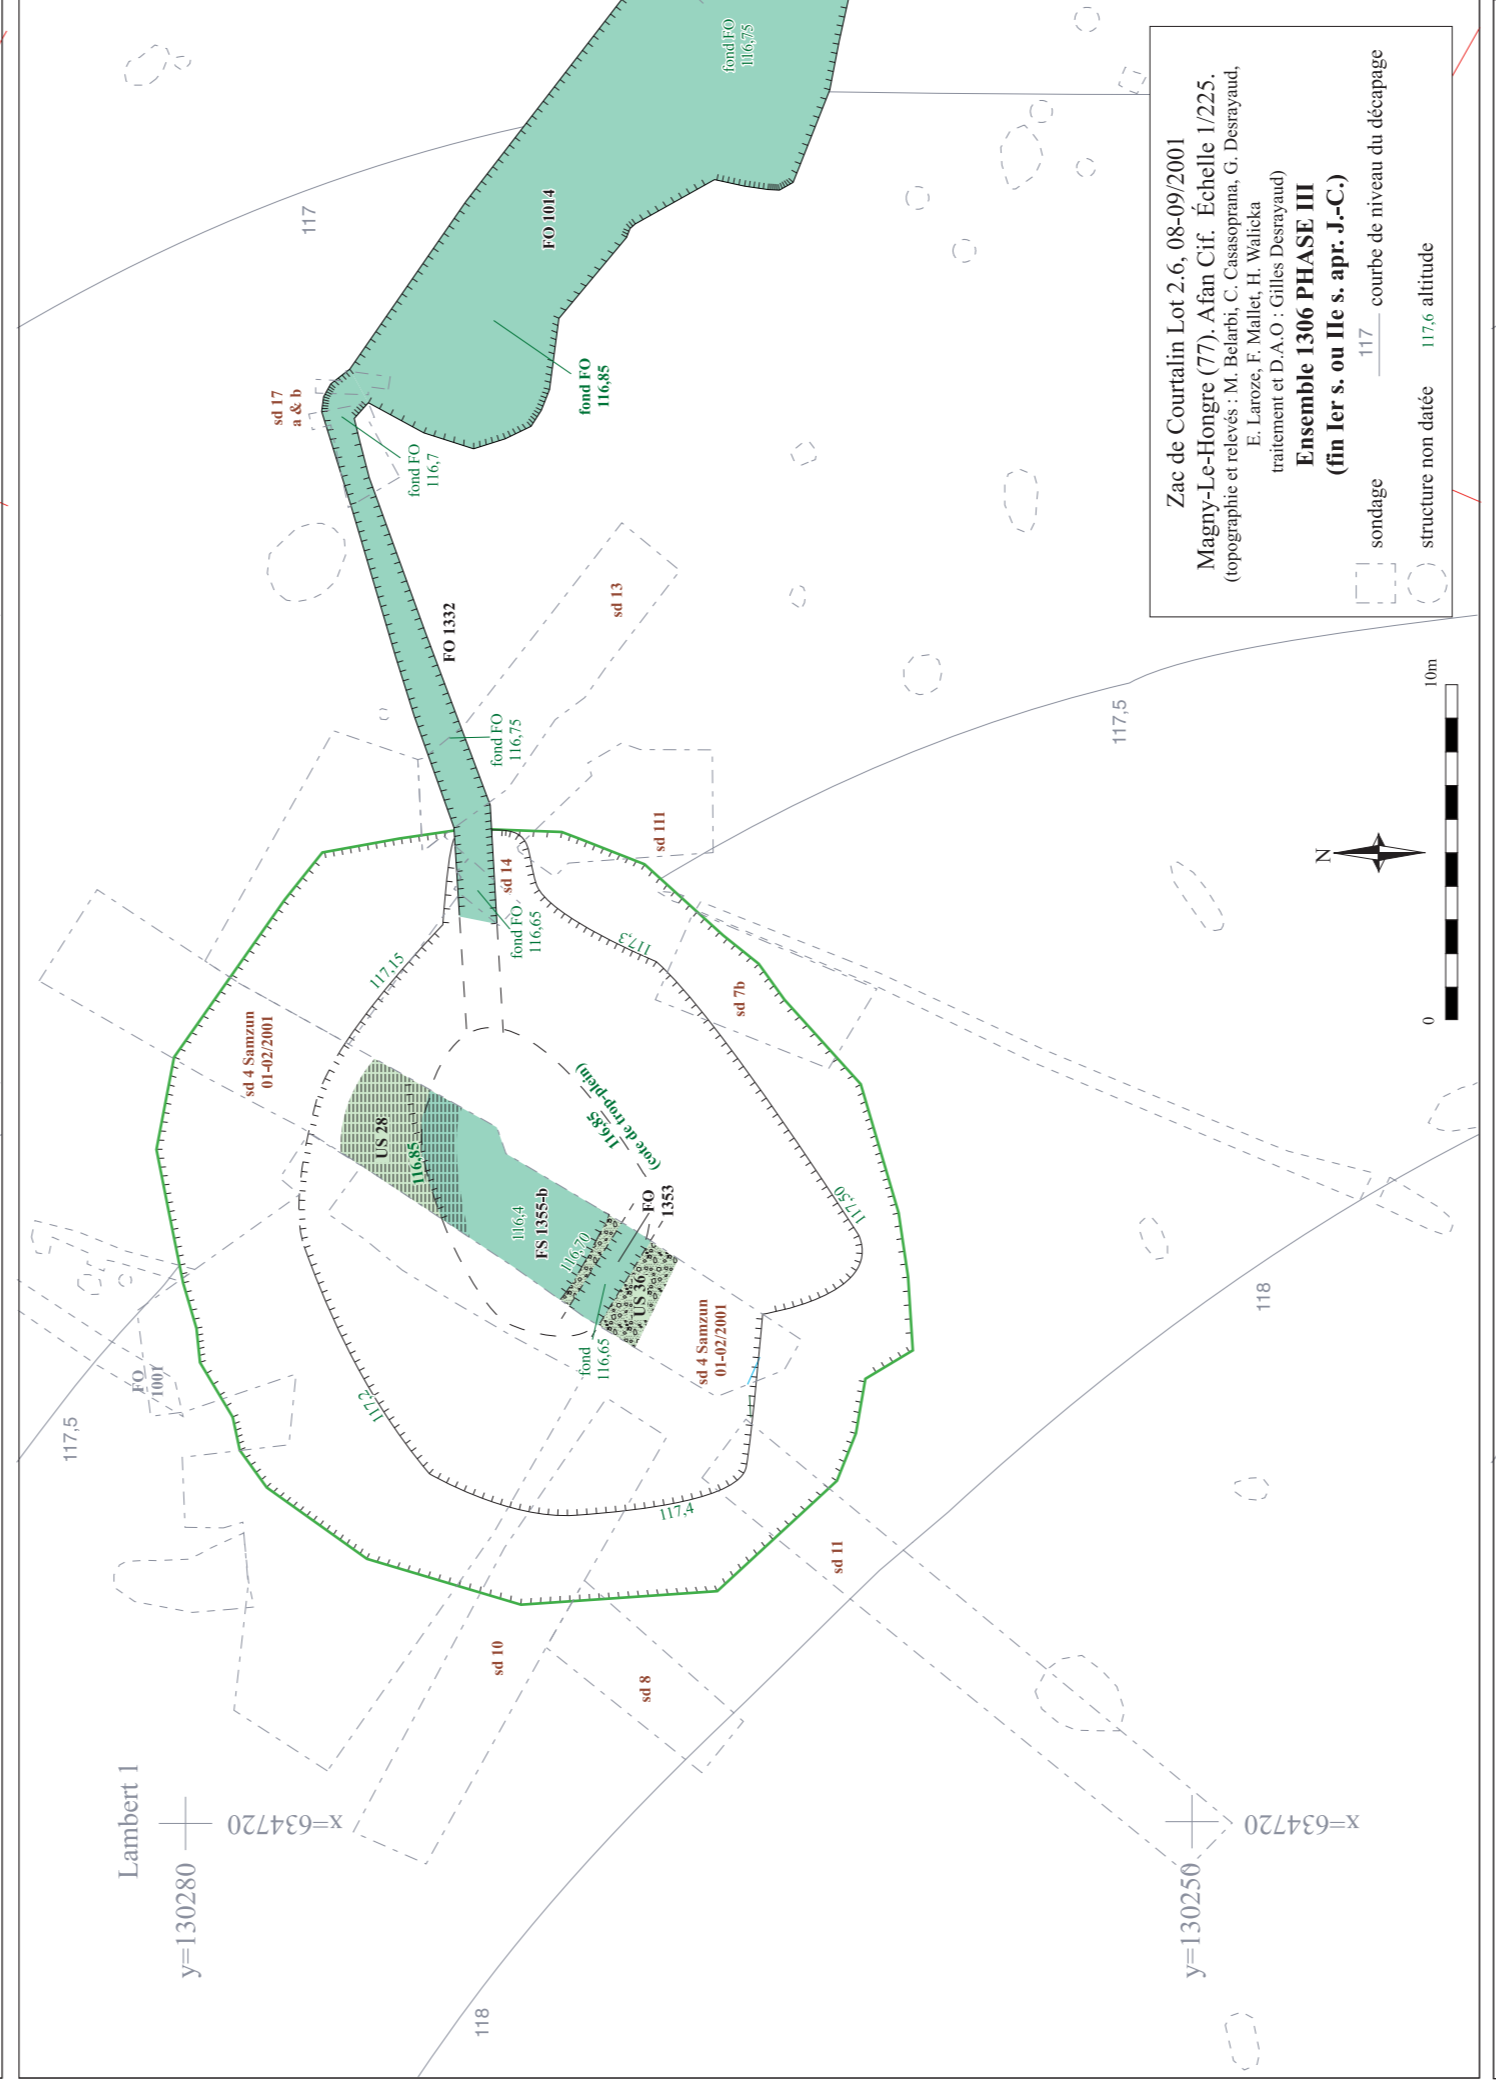 Lambert 1
y=130280
x=634720
y=130250
x=634720
118
118
117,5
117,5
117
FO
1001
sd 10
sd 8
sd 11
sd 4 Samzun
01-02/2001
sd 4 Samzun
01-02/2001
sd 7b
sd 111
sd 14
sd 13
sd 17
a & b
117,2
117,4
117,15
117,3
117,50
US 28
116,85
116,4
FS 1355-b
116,70
US 36
FO
1353
fond
116,65
116,85
(cote de trop-plein)
fond FO
116,65
fond FO
116,75
FO 1332
fond FO
116,7
fond FO
116,85
FO 1014
fond FO
116,75
N
0
10m
Zac de Courtalin Lot 2.6, 08-09/2001
Magny-Le-Hongre (77). Afan Cif. Échelle 1/225.
(topographie et relevés : M. Belarbi, C. Casasoprana, G. Desrayaud,
E. Laroze, F. Mallet, H. Walicka
traitement et D.A.O : Gilles Desrayaud)
Ensemble 1306 PHASE III
(fin Ier s. ou IIe s. apr. J.-C.)
sondage
117 courbe de niveau du décapage
structure non datée
117,6 altitude